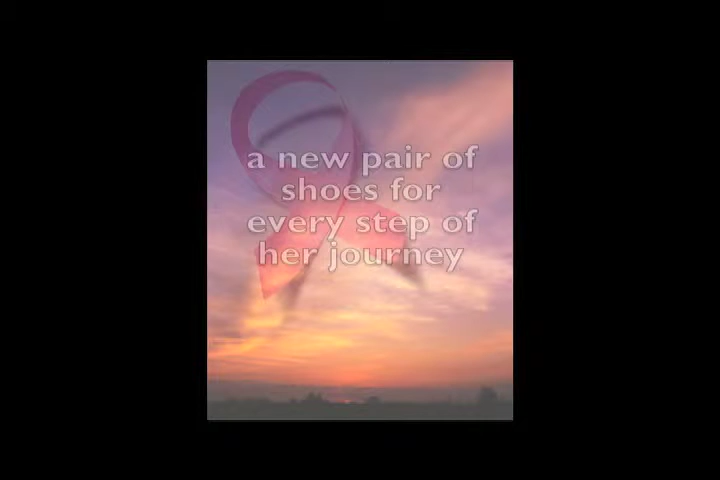 a new pair of
shoes for
every step of
her journey